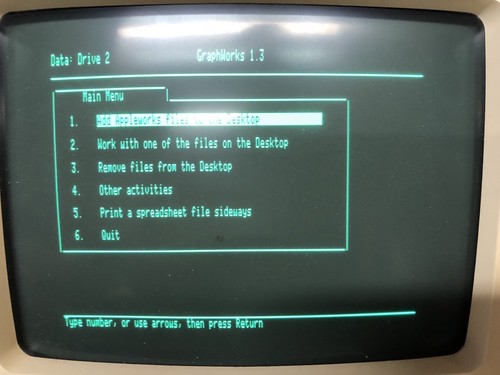 Data: Drive 2 GraphWorks 1.3
Main Menu
1. Add Appleworks files to the Desktop
2. Work with one of the files on the Desktop
3. Remove files from the Desktop
4. Other activities
5. Print a spreadsheet file sideways
6. Quit
Type number, or use arrows, then press Return